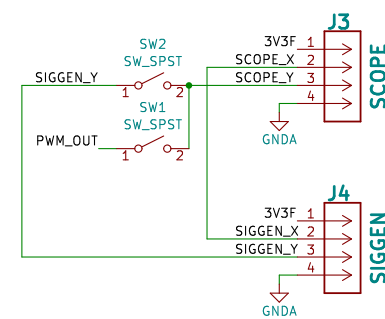 J3
SW2
SW_SPST
3V3F 1
SCOPE_X 2
SIGGEN_Y 1 2 SCOPE_Y 3
SW1
SW_SPST
4
PWM_OUT 1 2
GNDA
SCOPE
J4
3V3F 1
SIGGEN_X 2
SIGGEN_Y 3
4
GNDA
SIGGEN